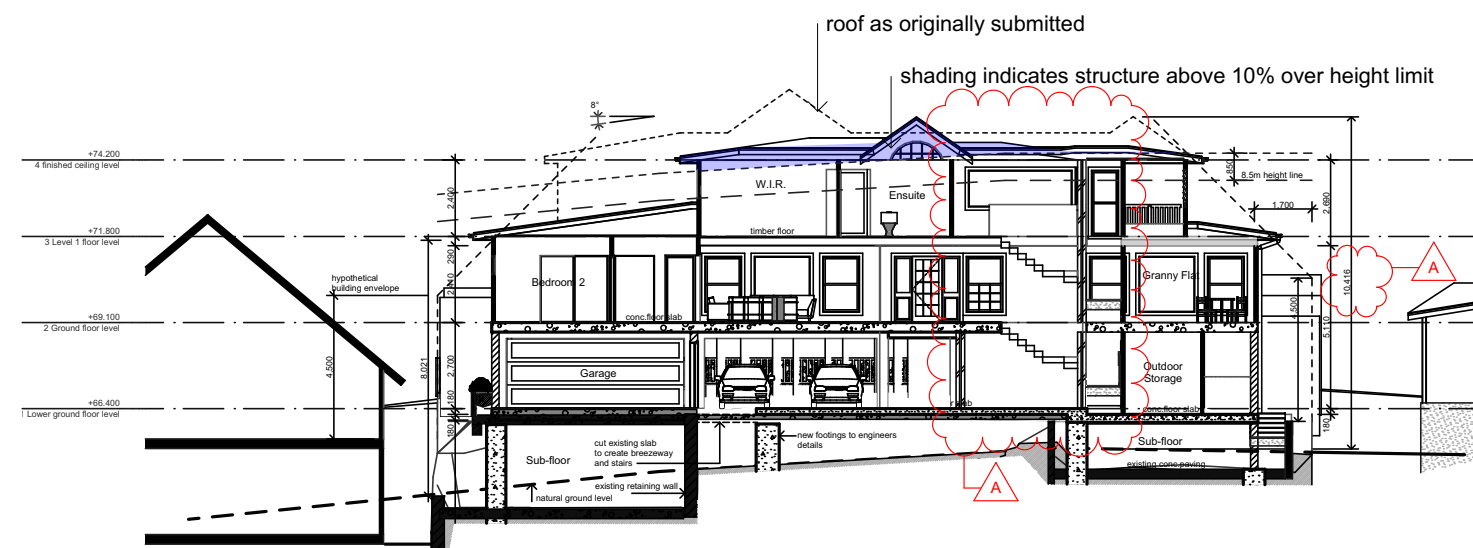 roof as originally submitted
shading indicates structure above 10% over height limit
8°
+74.200
4 finished ceiling level
850
8.5m height line
W.I.R.
Ensuite
2,400
1,700
2,690
timber floor
+71.800
3 Level 1 floor level
290
hypothetical
building envelope
Bedroom 2
Granny Flat
A
10,416
4,500
conc.floor slab
+69.100
2 Ground floor level
4,500
8,021
2,700
5,110
Garage
Outdoor
Storage
180
+66.400
1 Lower ground floor level
conc.floor slab
180
180
cut existing slab
to create breezeway
and stairs
new footings to engineers
details
Sub-floor
Sub-floor
existing conc.paving
existing retaining wall
natural ground level
A